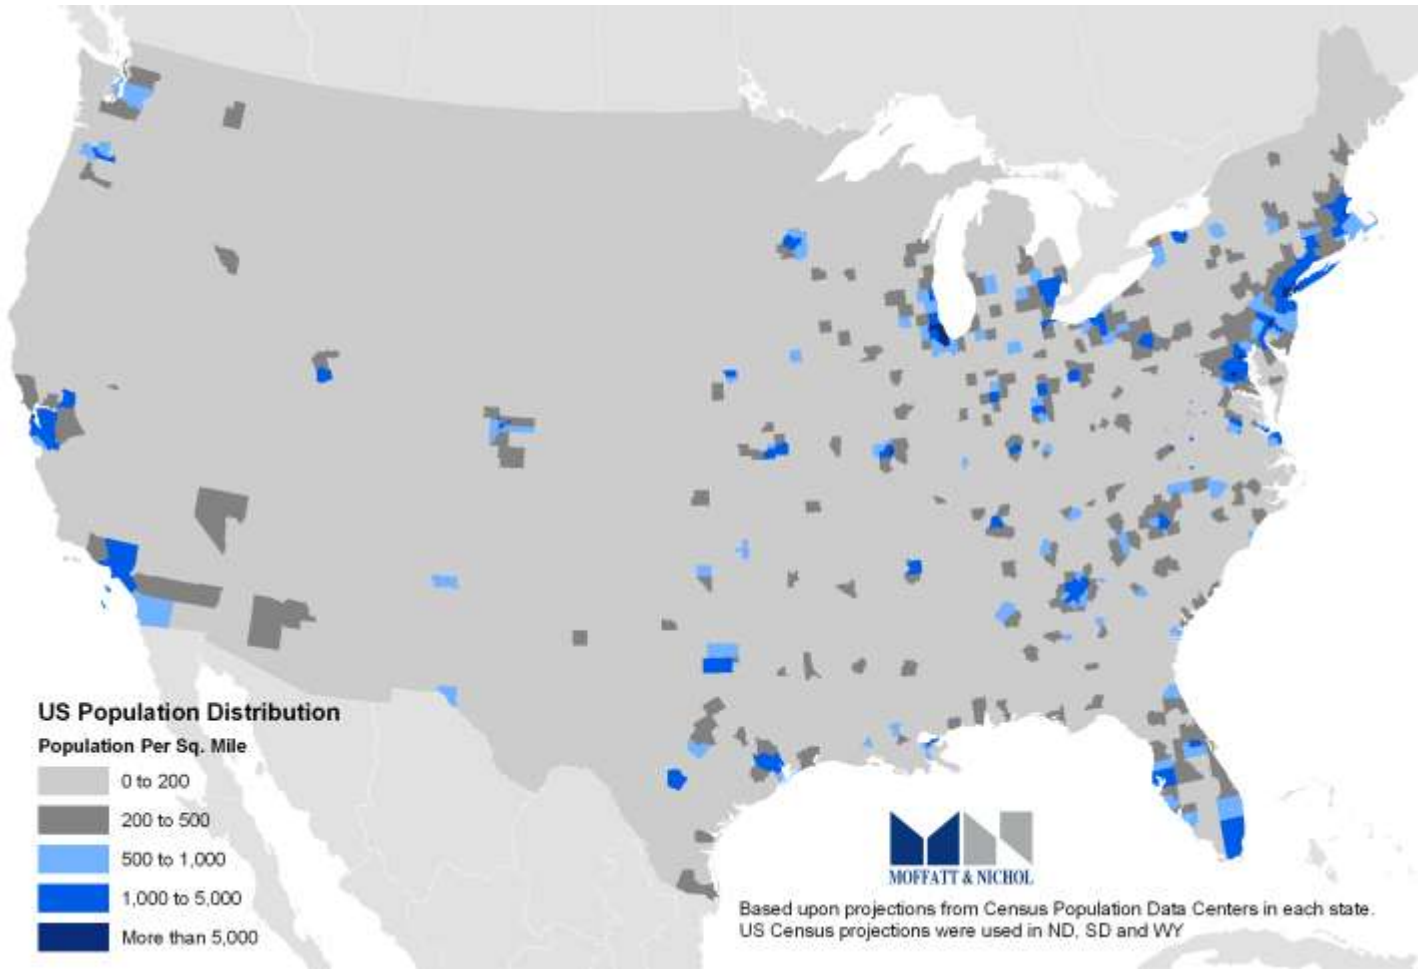 US Population Distribution
Population Per Sq. Mile
0 to 200
200 to 500
500 to 1,000
1,000 to 5,000
More than 5,000
MOFFATT & NICHOL
Based upon projections from Census Population Data Centers in each state.
US Census projections were used in ND, SD and WY